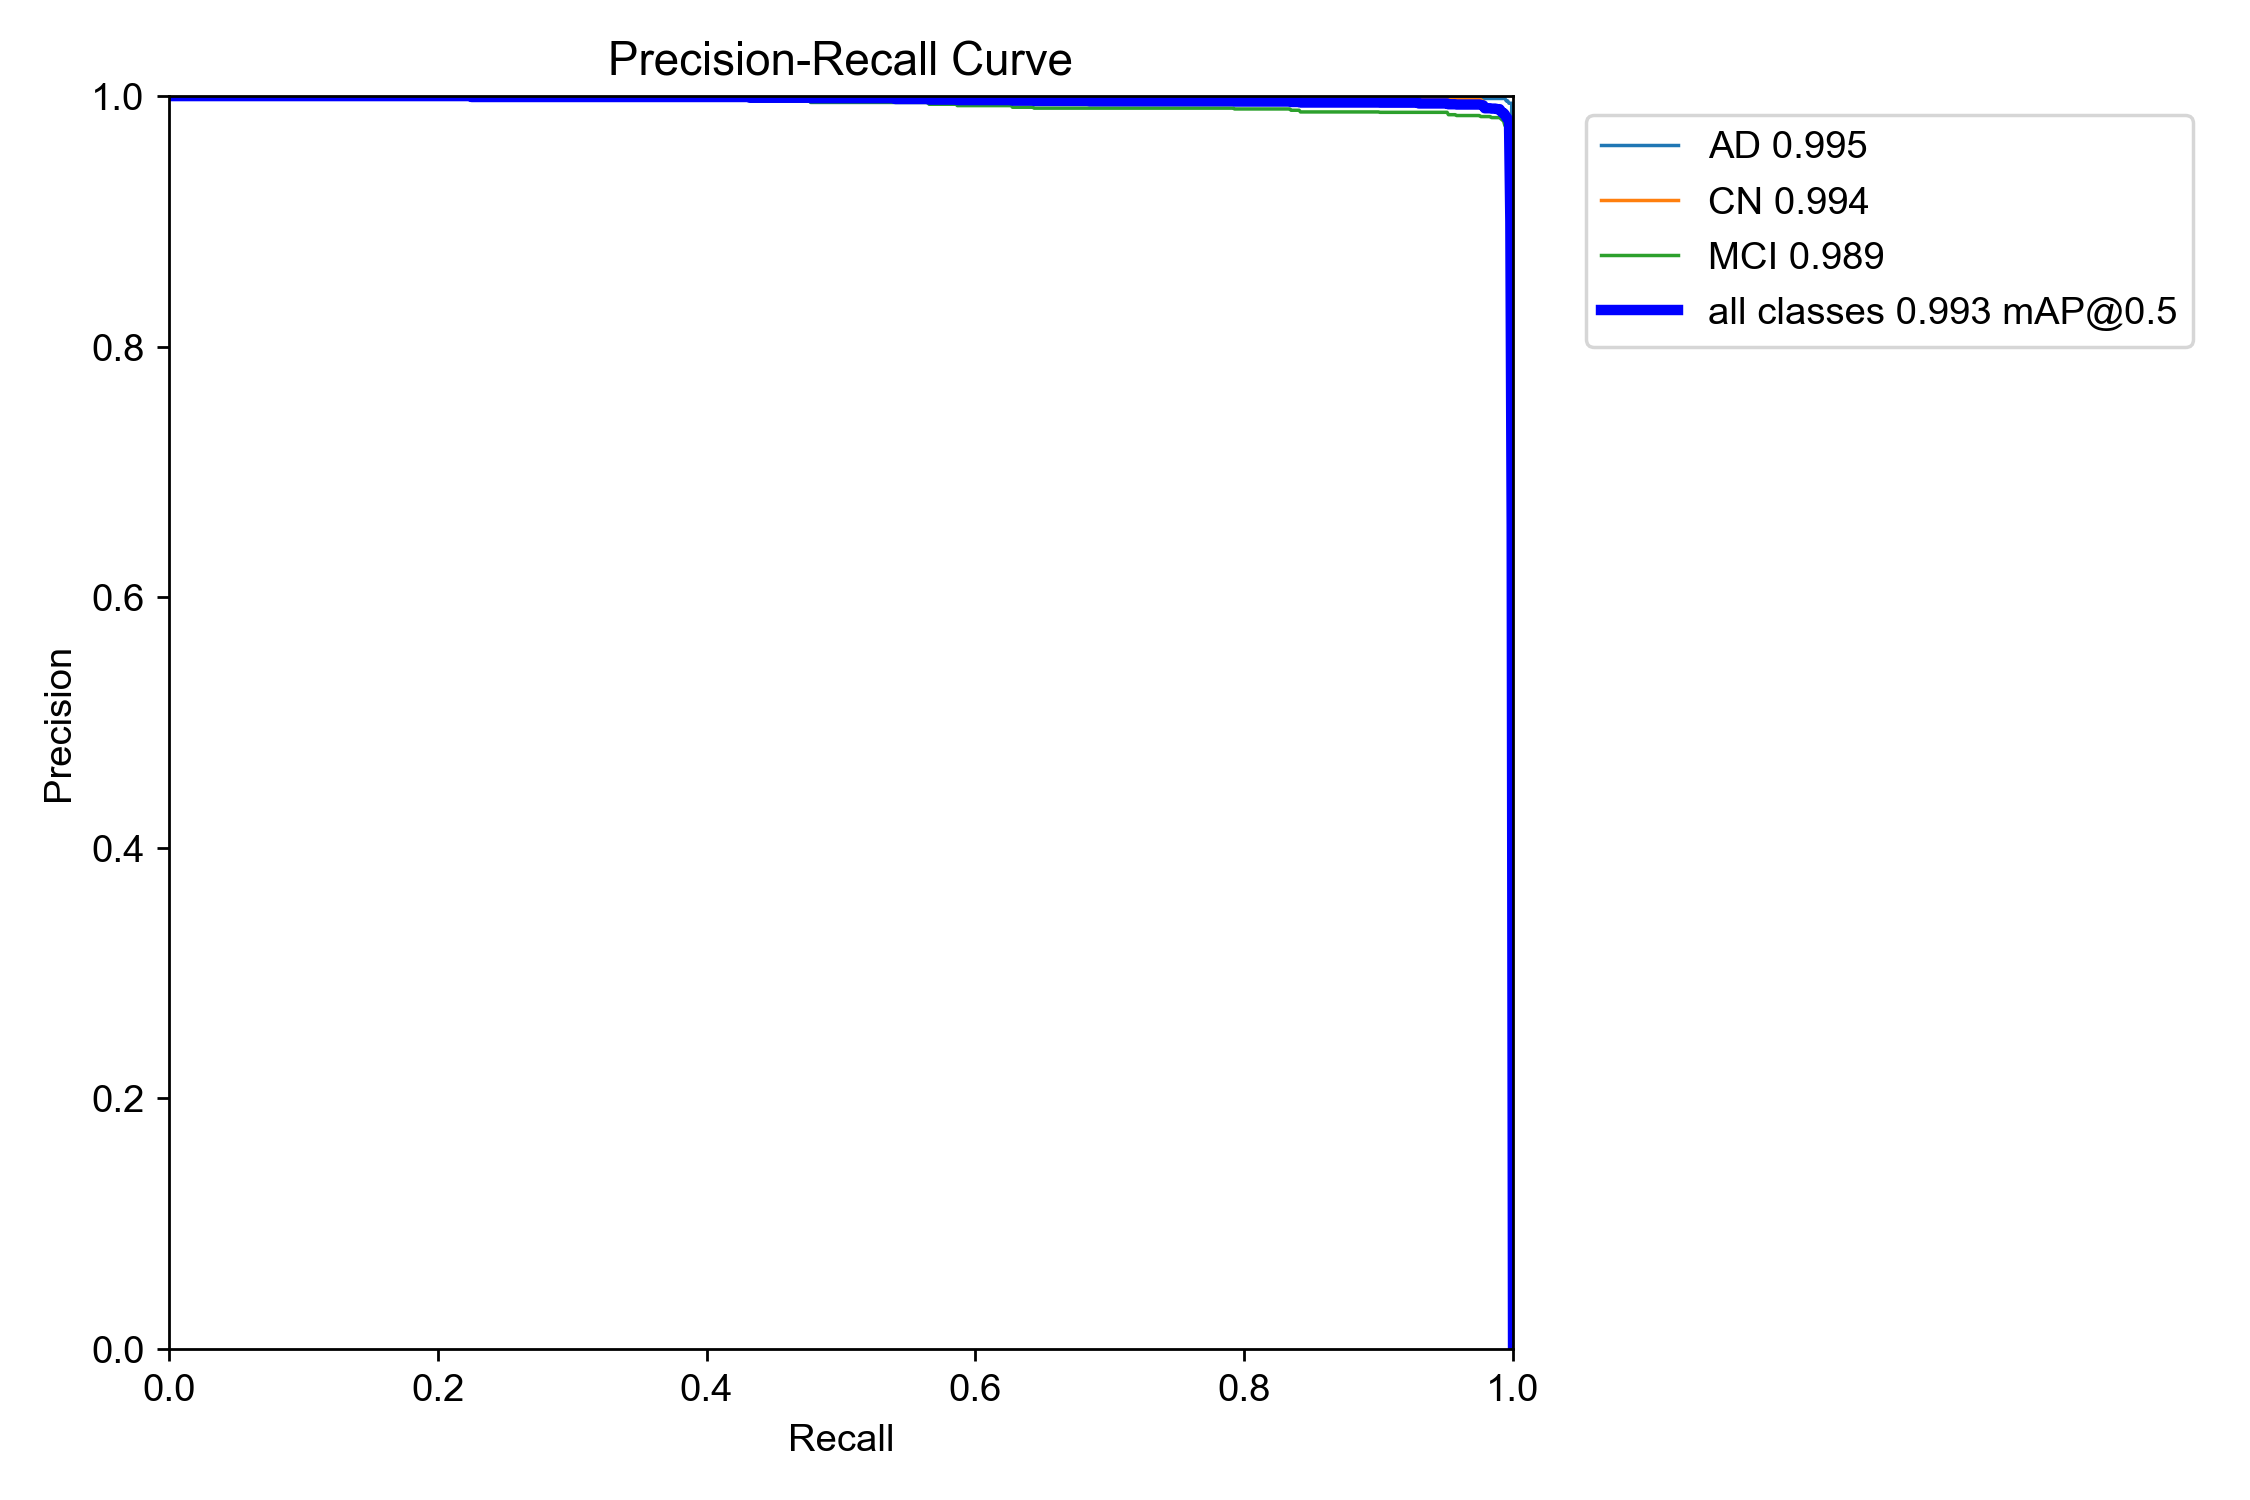 Precision-Recall Curve
1.0
0.8
0.6
0.4
0.2
0.0
Precision
0.0 0.2 0.4 0.6 0.8 1.0
Recall
AD 0.995
CN 0.994
MCI 0.989
all classes 0.993 mAP@0.5